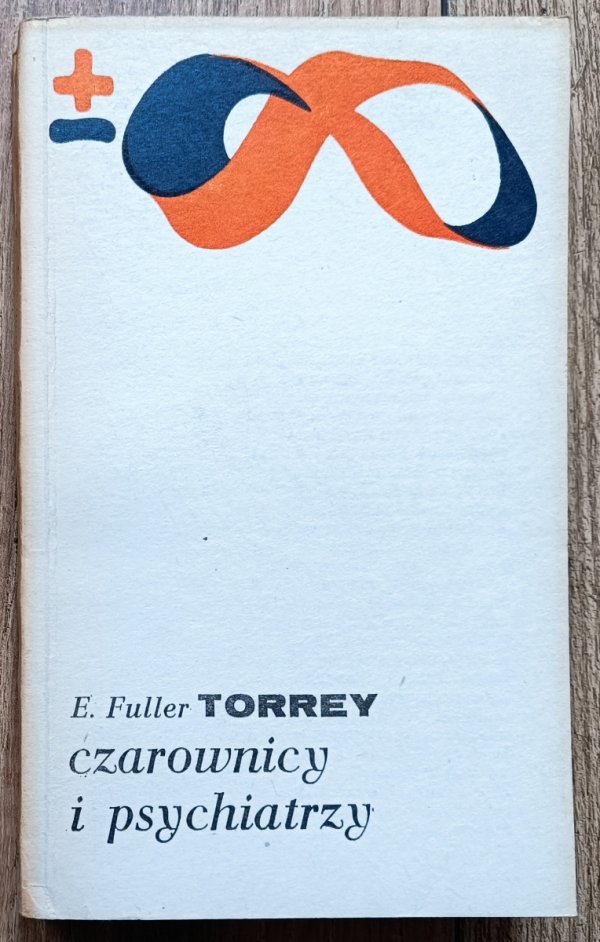 ±
E. Fuller TORREY
czarownicy
i psychiatrzy